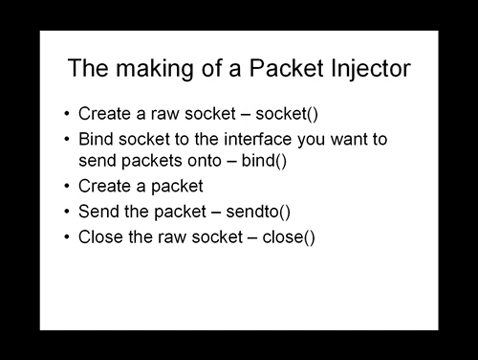 The making of a Packet Injector
• Create a raw socket – socket()
• Bind socket to the interface you want to
send packets onto – bind()
• Create a packet
• Send the packet – sendto()
• Close the raw socket – close()